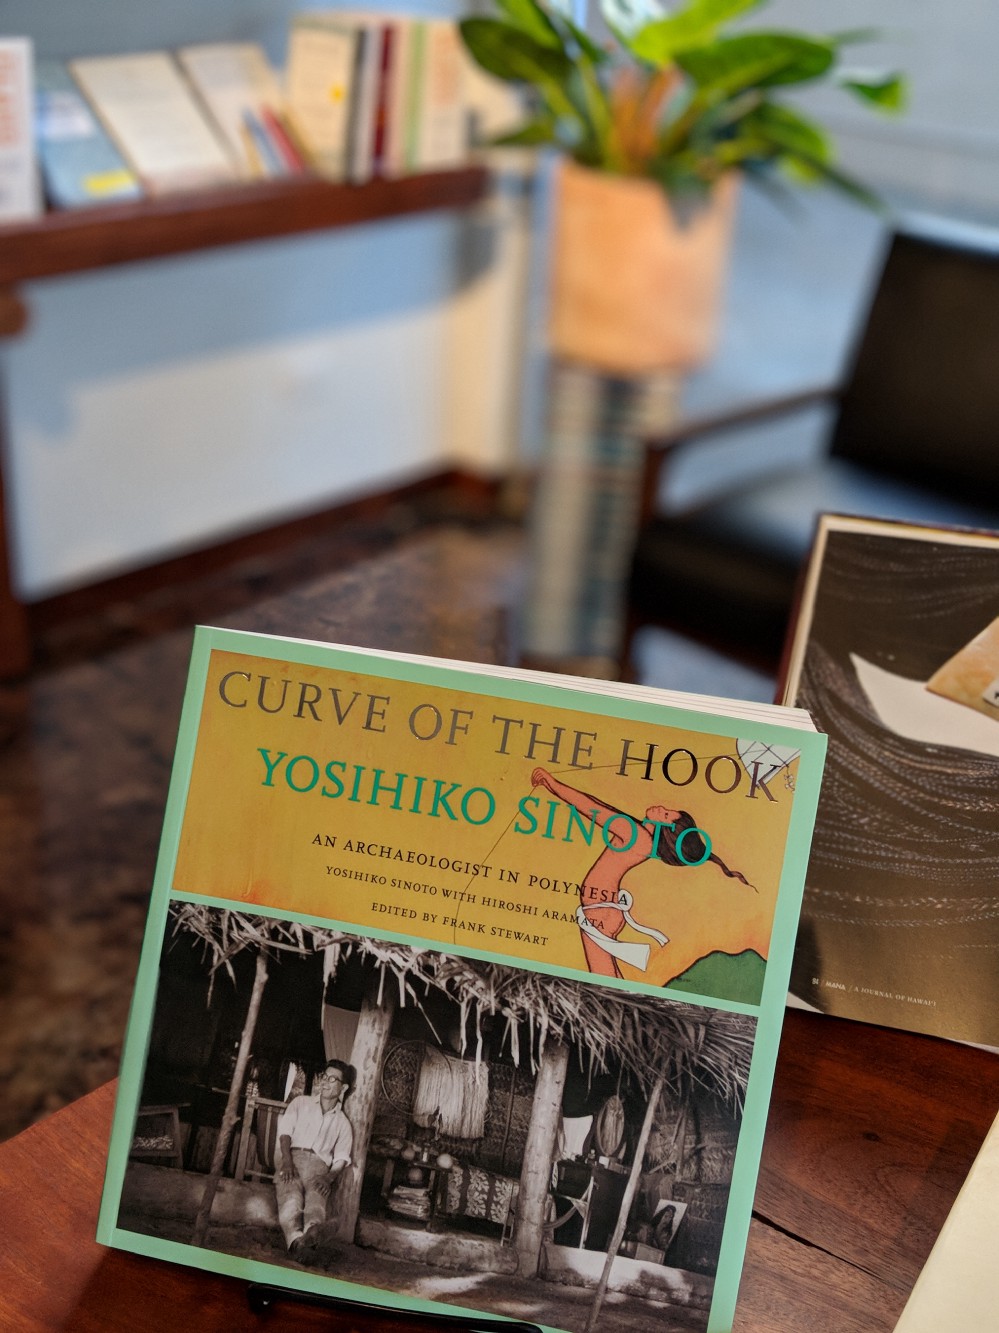 CURVE OF THE HOOK
YOSIHIKO SINOTO
AN ARCHAEOLOGIST IN POLYNESIA
YOSIHIKO SINOTO WITH HIROSHI ARAMATA
EDITED BY FRANK STEWART
MĀNOA / A JOURNAL OF HAWAI'I